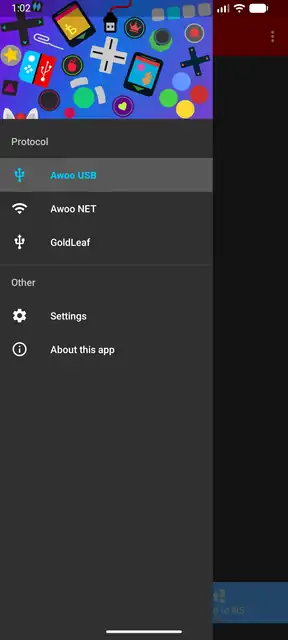 1:02
Protocol
Awoo USB
Awoo NET
GoldLeaf
Other
Settings
About this app